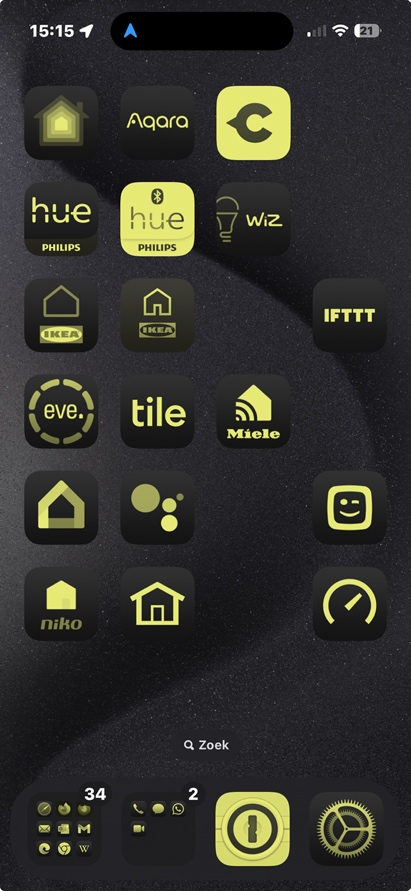 15:15
21
Aqara
C
hue
PHILIPS
hue
PHILIPS
WiZ
IKEA
IKEA
IFTTT
eve.
tile
Miele
niko
Zoek
34
2
W